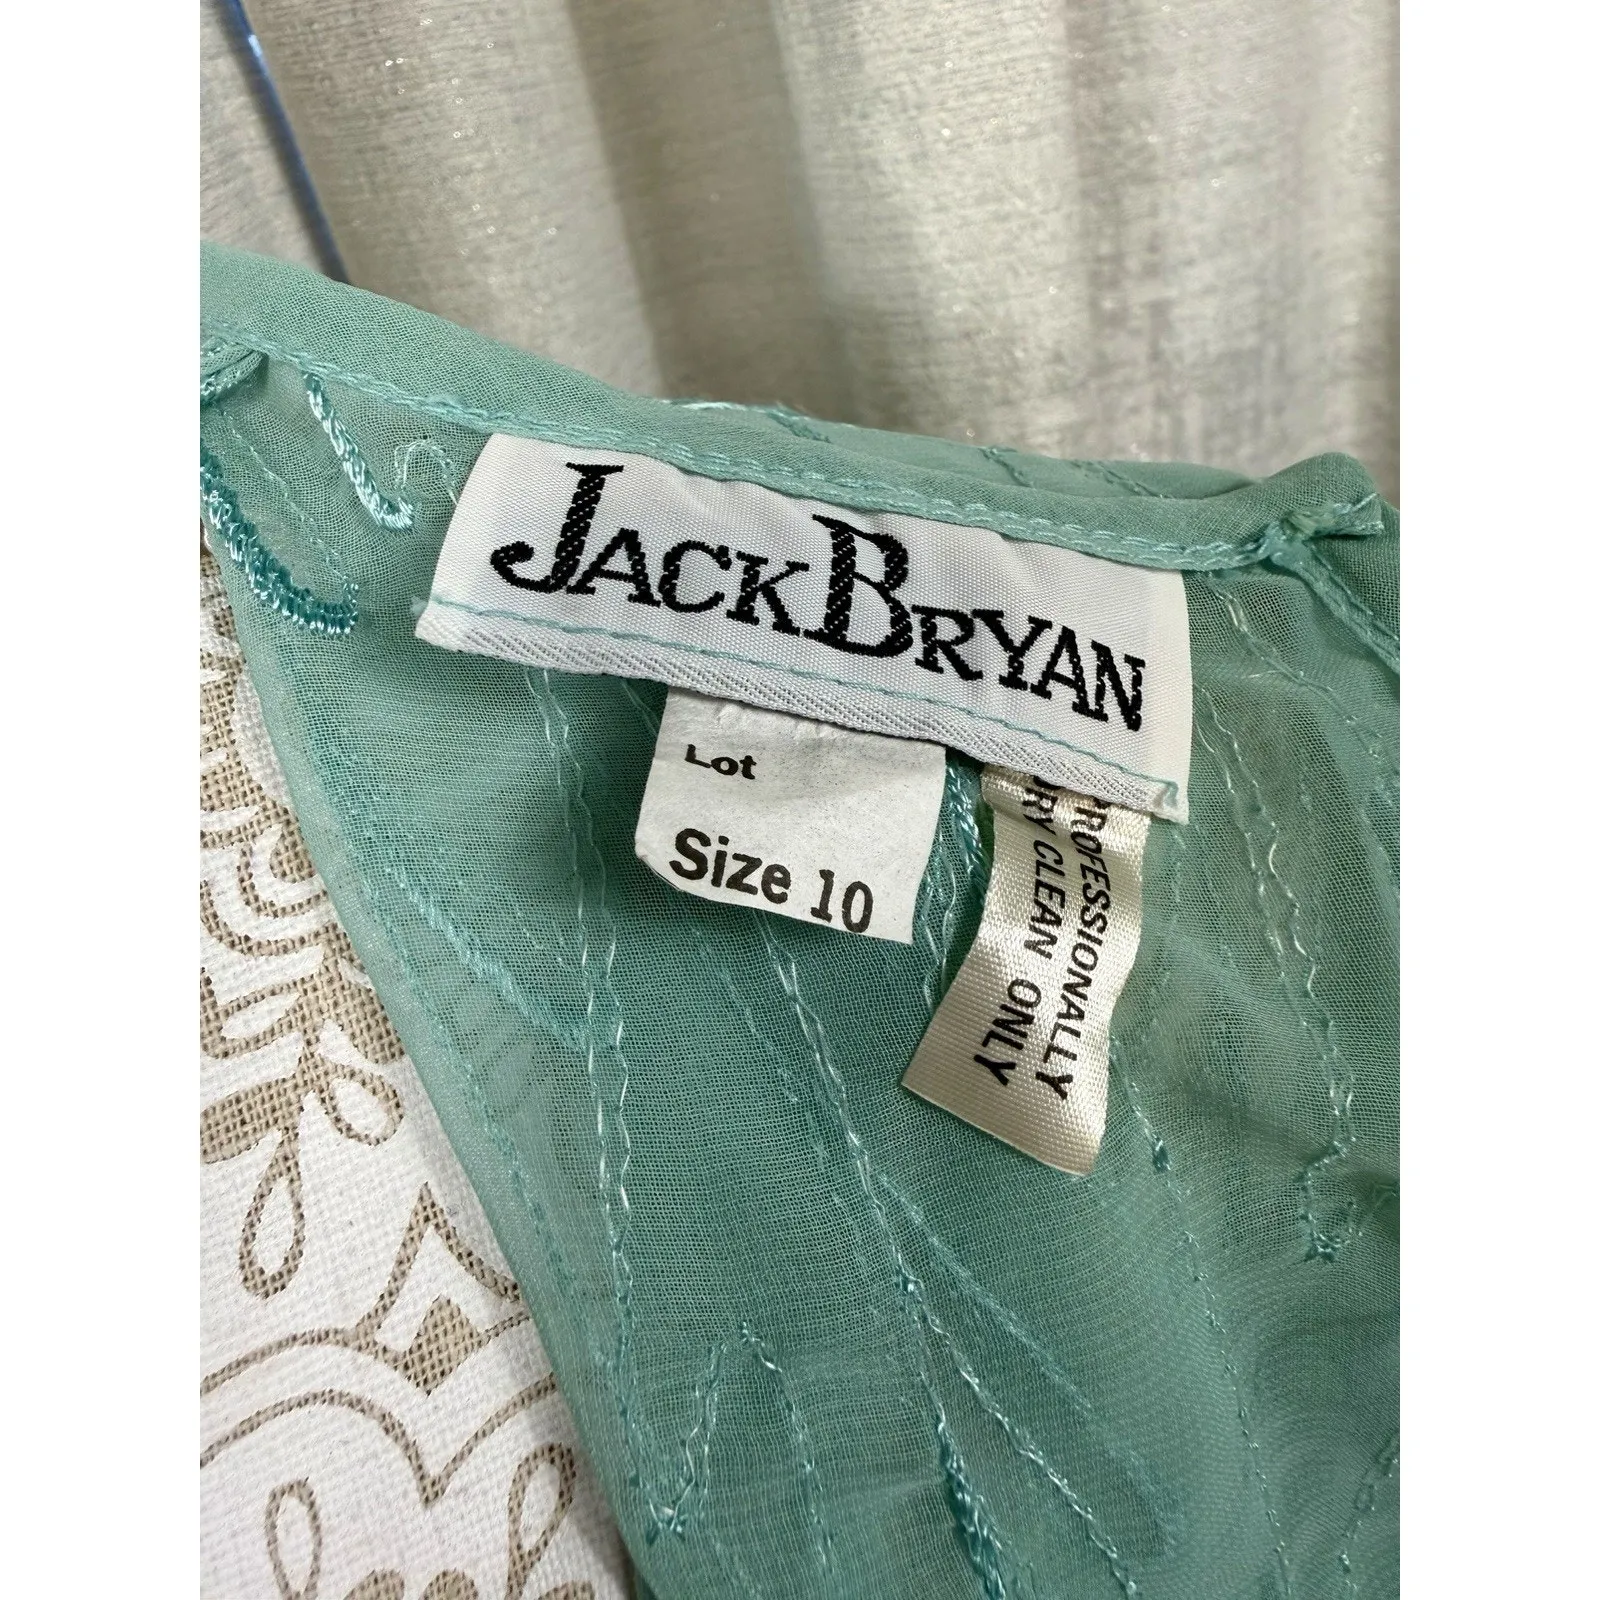 JACKBRYAN
Lot
Size 10
PROFESSIONALLY
DRY CLEAN ONLY